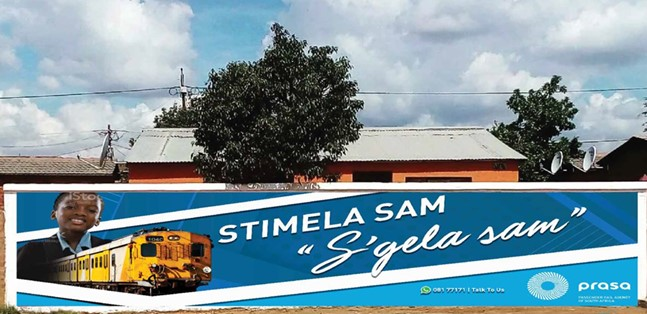 STIMELA SAM
“S'gela sam”
081 77171 | Talk To Us
prasa
PASSENGER RAIL AGENCY
OF SOUTH AFRICA